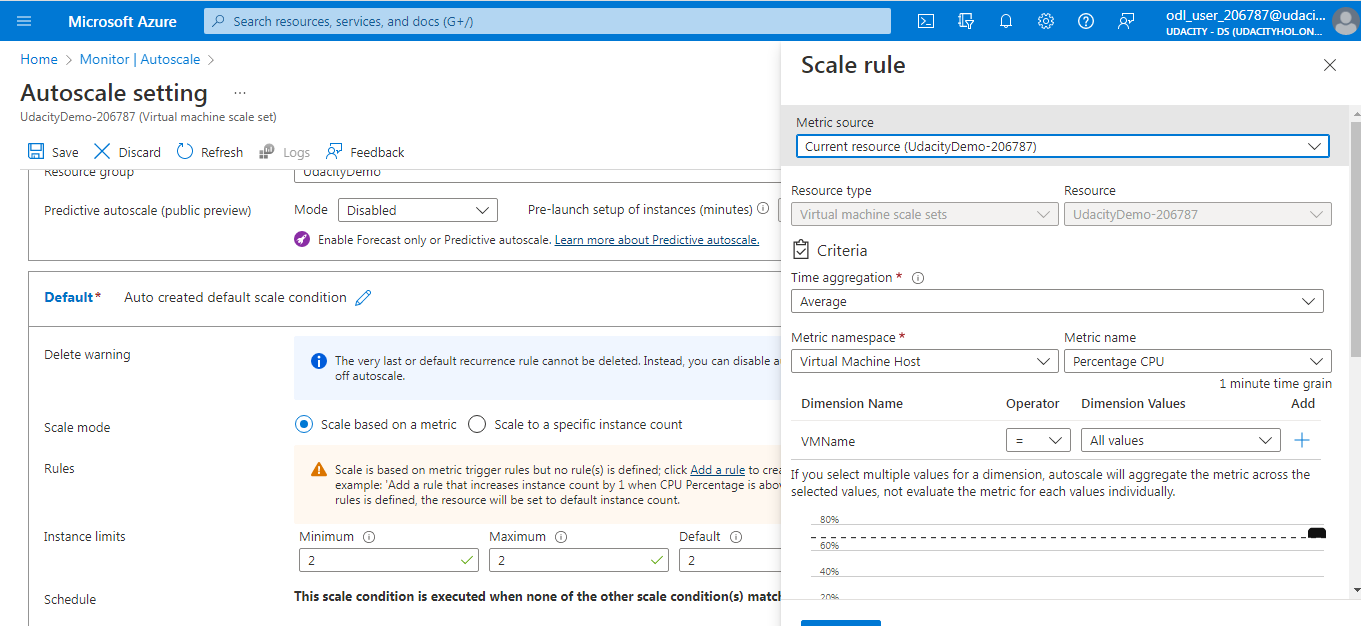 Microsoft Azure
Search resources, services, and docs (G+/)
odl_user_206787@udaci...
UDACITY - DS (UDACITYHOL.ON...
Home > Monitor | Autoscale >
Autoscale setting ...
UdacityDemo-206787 (Virtual machine scale set)
Save Discard Refresh Logs Feedback
Resource group UdacityDemo
Predictive autoscale (public preview) Mode Disabled Pre-launch setup of instances (minutes)
Enable Forecast only or Predictive autoscale. Learn more about Predictive autoscale.
Default* Auto created default scale condition
Delete warning
The very last or default recurrence rule cannot be deleted. Instead, you can disable a
off autoscale.
Scale mode Scale based on a metric Scale to a specific instance count
Rules
Scale is based on metric trigger rules but no rule(s) is defined; click Add a rule to crea
example: 'Add a rule that increases instance count by 1 when CPU Percentage is abov
rules is defined, the resource will be set to default instance count.
Instance limits
Minimum Maximum Default
2 2 2
Schedule This scale condition is executed when none of the other scale condition(s) match
Scale rule
Metric source
Current resource (UdacityDemo-206787)
Resource type Resource
Virtual machine scale sets UdacityDemo-206787
Criteria
Time aggregation *
Average
Metric namespace * Metric name
Virtual Machine Host Percentage CPU
1 minute time grain
Dimension Name Operator Dimension Values Add
VMName = All values +
If you select multiple values for a dimension, autoscale will aggregate the metric across the
selected values, not evaluate the metric for each values individually.
80%
60%
40%
20%